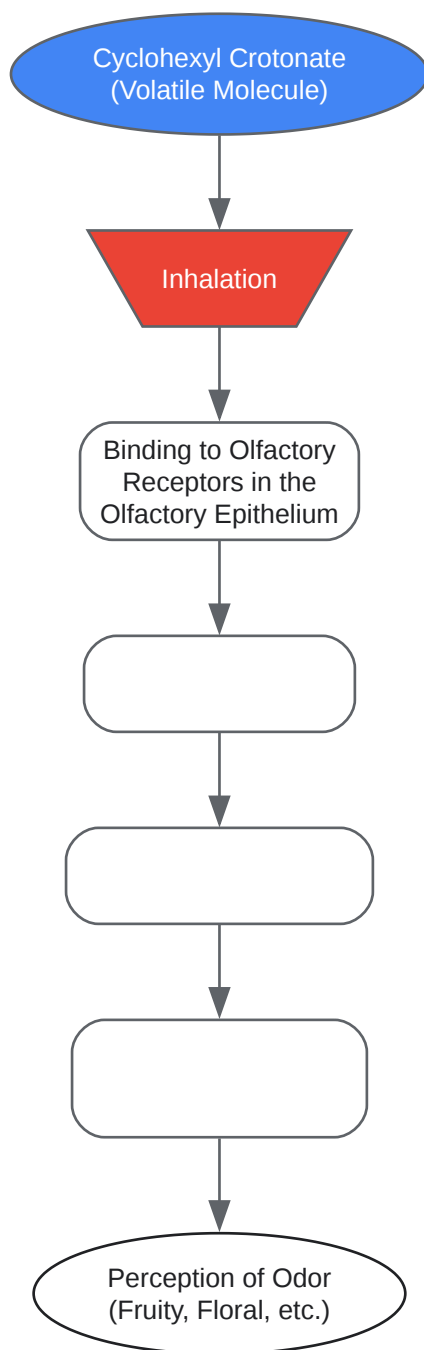 Cyclohexyl Crotonate
(Volatile Molecule)
Inhalation
Binding to Olfactory
Receptors in the
Olfactory Epithelium
Perception of Odor
(Fruity, Floral, etc.)